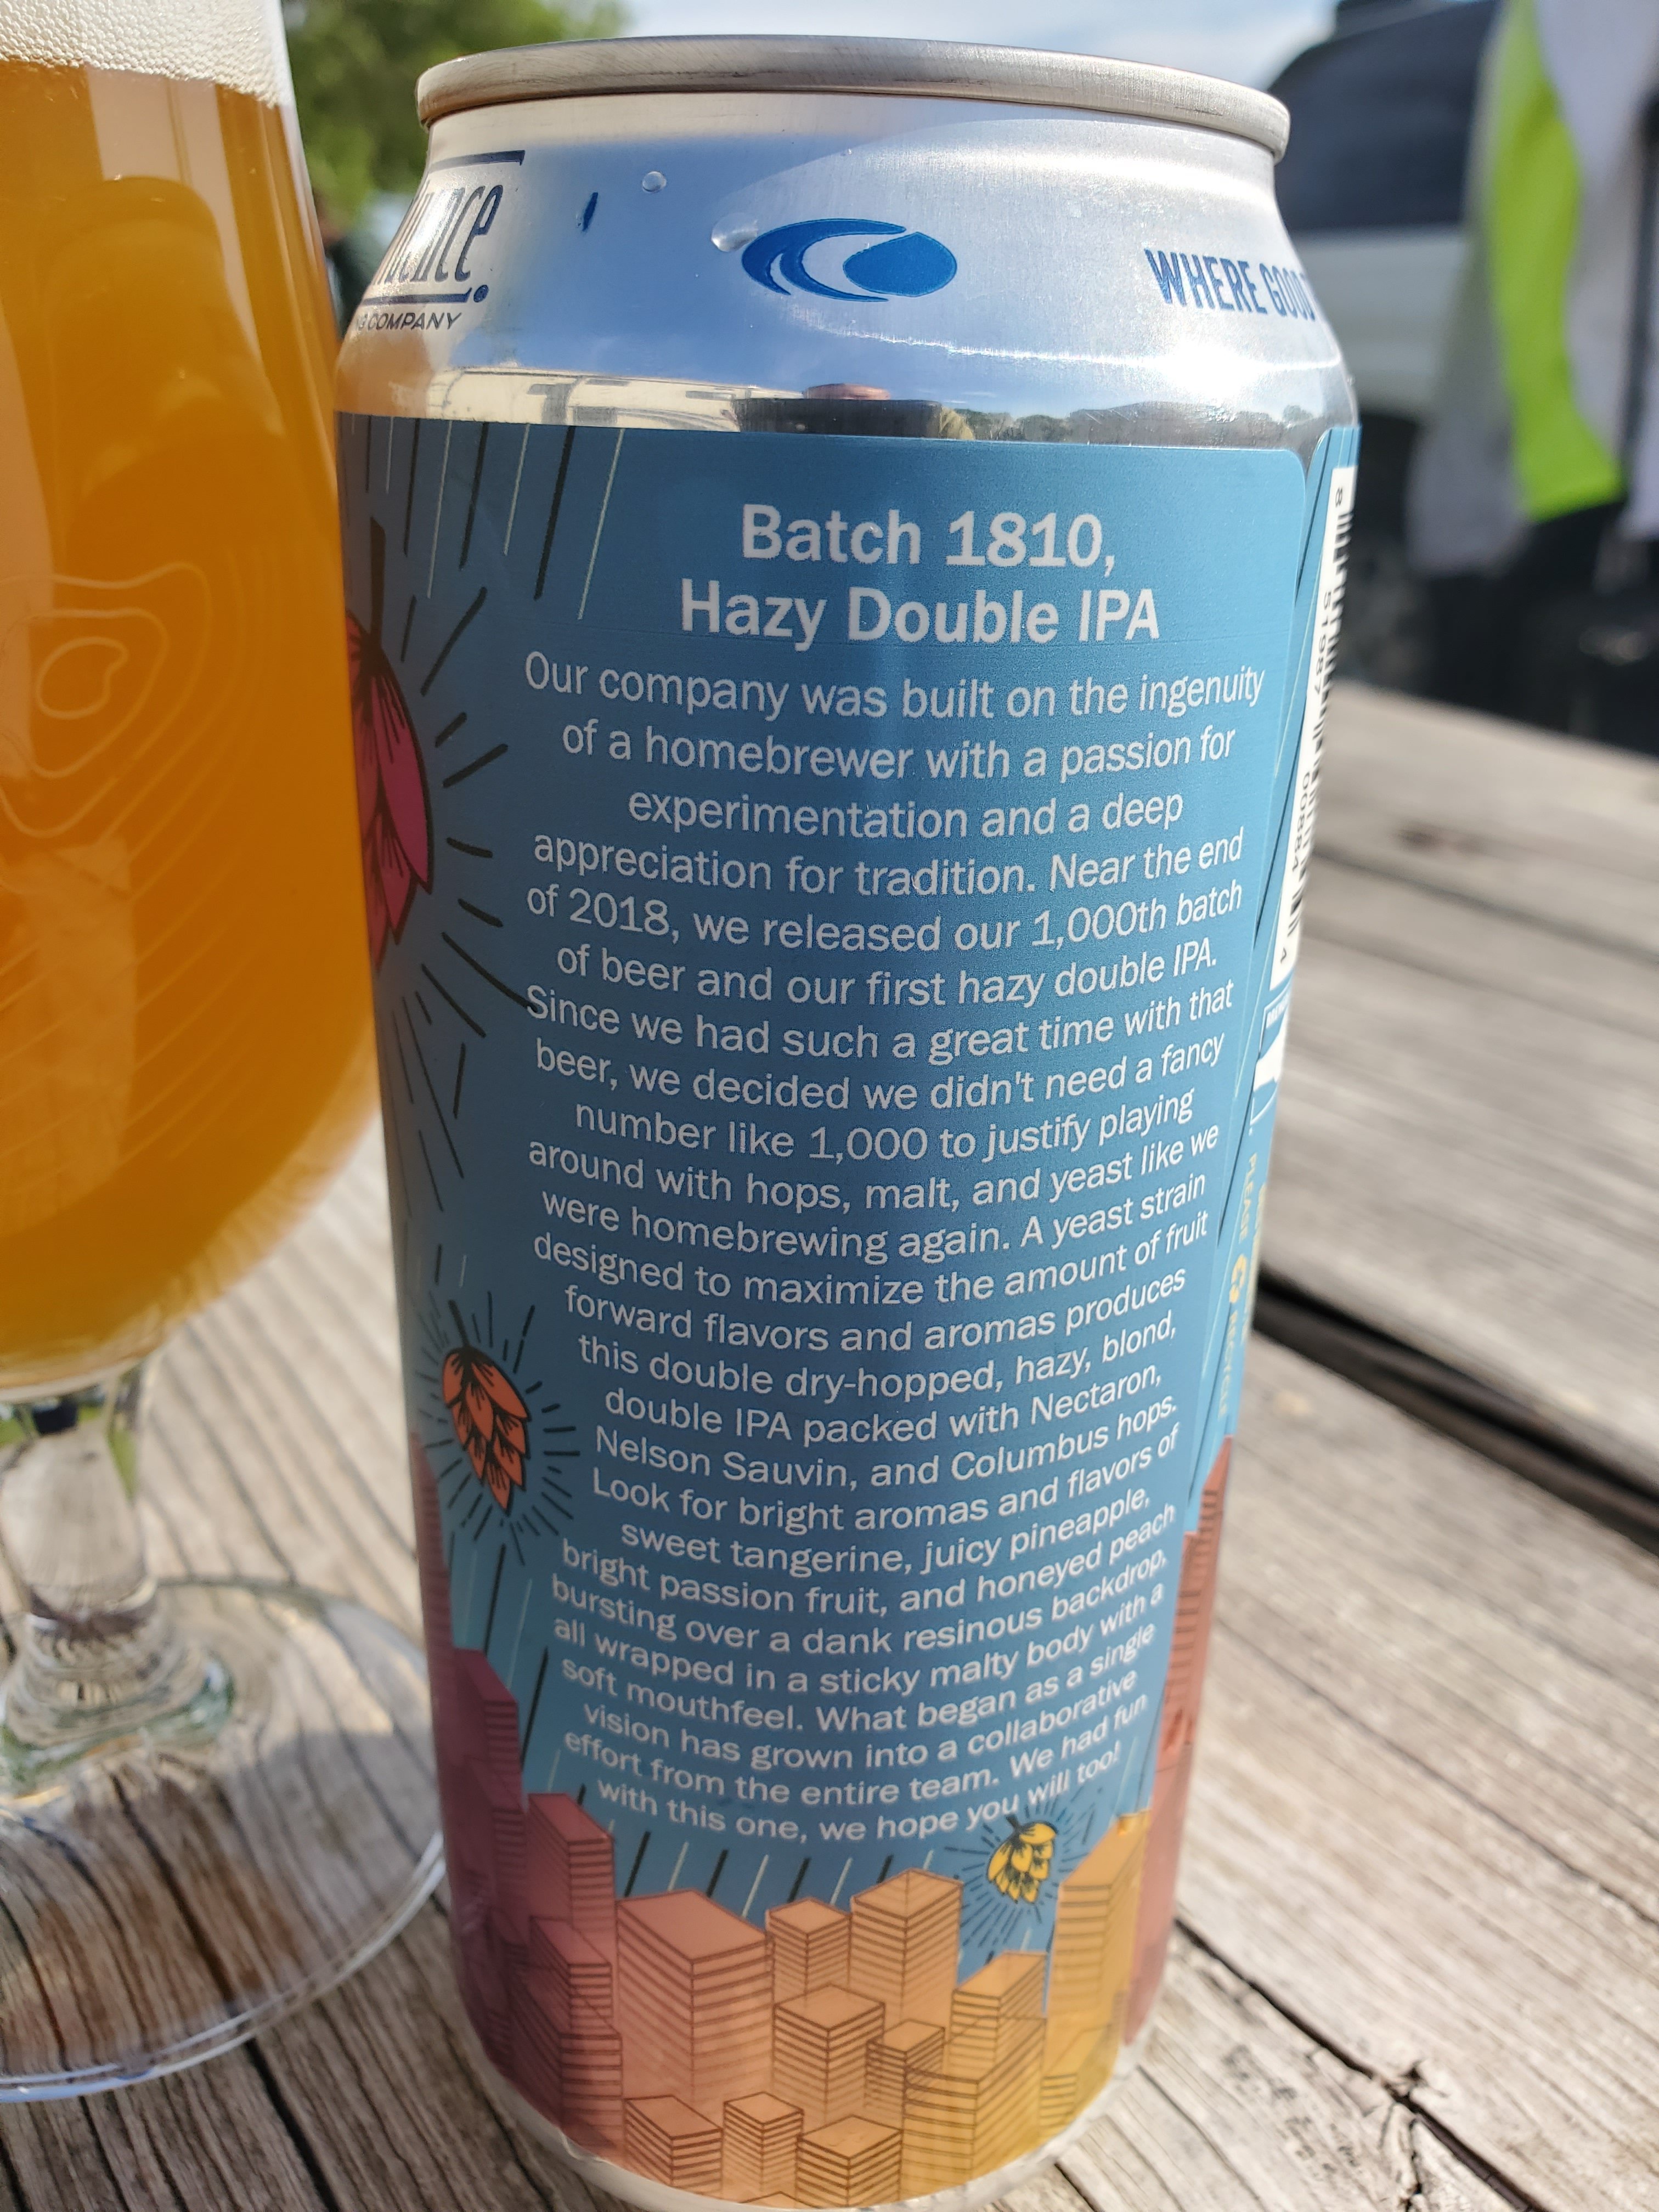 COMPANY
WHERE GOOD
Batch 1810,
Hazy Double IPA
Our company was built on the ingenuity
of a homebrewer with a passion for
experimentation and a deep
appreciation for tradition. Near the end
of 2018, we released our 1,000th batch
of beer and our first hazy double IPA.
Since we had such a great time with that
beer, we decided we didn't need a fancy
number like 1,000 to justify playing
around with hops, malt, and yeast like we
were homebrewing again. A yeast strain
designed to maximize the amount of fruit
forward flavors and aromas produces
this double dry-hopped, hazy, blond,
double IPA packed with Nectaron,
Nelson Sauvin, and Columbus hops.
Look for bright aromas and flavors of
sweet tangerine, juicy pineapple,
bright passion fruit, and honeyed peach
bursting over a dank resinous backdrop,
all wrapped in a sticky malty body with a
soft mouthfeel. What began as a single
vision has grown into a collaborative
effort from the entire team. We had fun
with this one, we hope you will too!
PLEASE RECYCLE